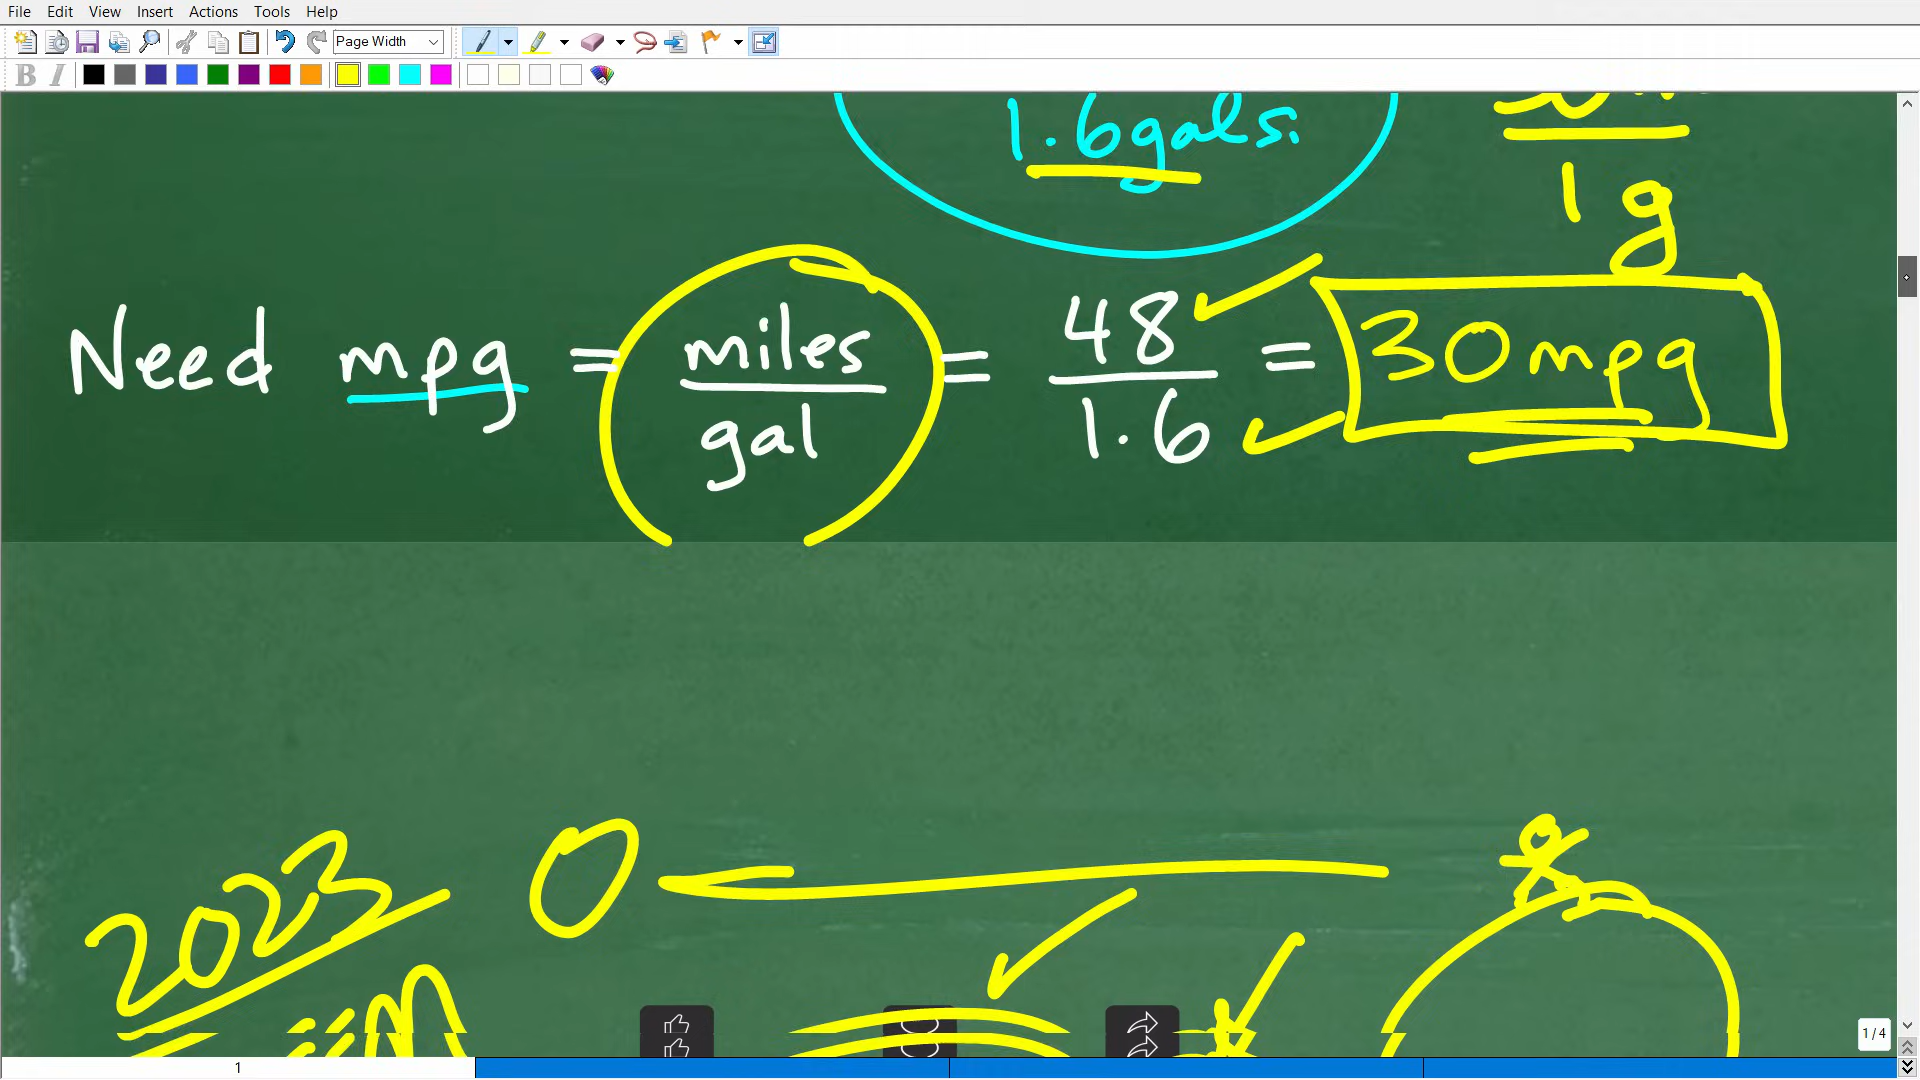 File Edit View Insert Actions Tools Help
Page Width
B I
1.6gals.
1 g
Need mpg = miles/gal = 48/1.6 = 30mpg
2023
0
1/4
1